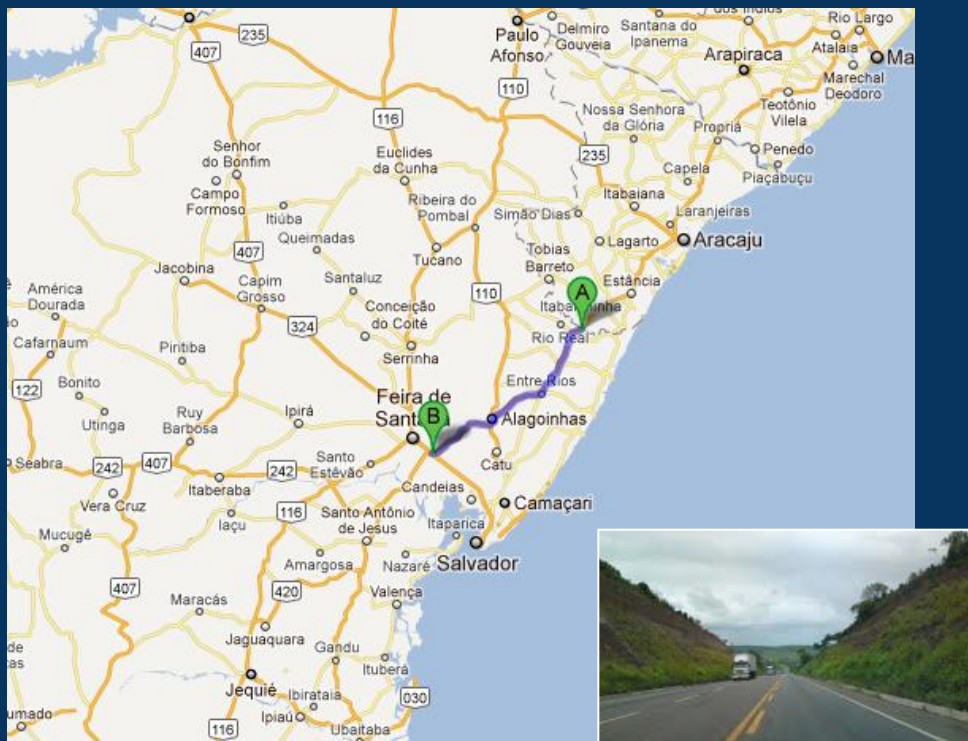 235
407
Paulo
Afonso
Delmiro
Gouveia
Santana do
Ipanema
dos Índios
Rio Largo
Atalaia
Ma
Arapiraca
Marechal
Deodoro
110
116
Nossa Senhora
da Glória
Teotônio
Vilela
Propriá
Penedo
Piaçabuçu
Senhor
do Bonfim
Euclides
da Cunha
235
Capela
Campo
Formoso
Itiúba
Ribeira do
Pombal
Simão Dias
Itabaiana
Laranjeiras
Queimadas
Tucano
Tobias
Barreto
Lagarto
Aracaju
407
Jacobina
Capim
Grosso
Santaluz
110
A
Estância
América
Dourada
324
Conceição
do Coité
Rio Real
Cafarnaum
Piritiba
Serrinha
122
Bonito
Utinga
Ruy
Barbosa
Ipirá
Feira de
B
Entre Rios
Alagoinhas
Seabra
242
407
242
Santo
Estêvão
Catu
Itaberaba
Vera Cruz
Iaçu
116
Candeias
Camaçari
Mucugê
Santo Antônio
de Jesus
Itaparica
Salvador
Amargosa
Nazaré
407
420
Valença
Maracás
Jaguaquara
Gandu
Ituberá
de
tas
Jequié
Ibirataia
030
umado
116
Ipiaú
Ubaitaba